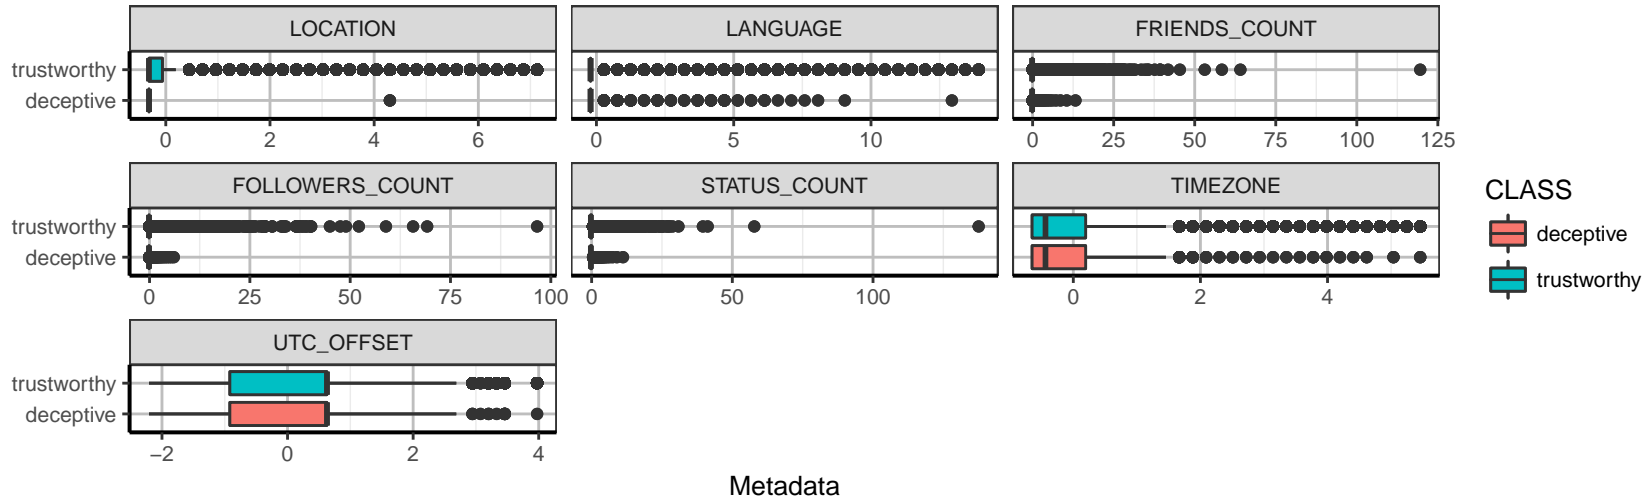 LOCATION LANGUAGE FRIENDS_COUNT
trustworthy
deceptive
0 2 4 6 0 5 10 0 25 50 75 100 125
FOLLOWERS_COUNT STATUS_COUNT TIMEZONE
trustworthy
deceptive
0 25 50 75 100 0 50 100 0 2 4
UTC_OFFSET
trustworthy
deceptive
−2 0 2 4
Metadata
CLASS
deceptive
trustworthy